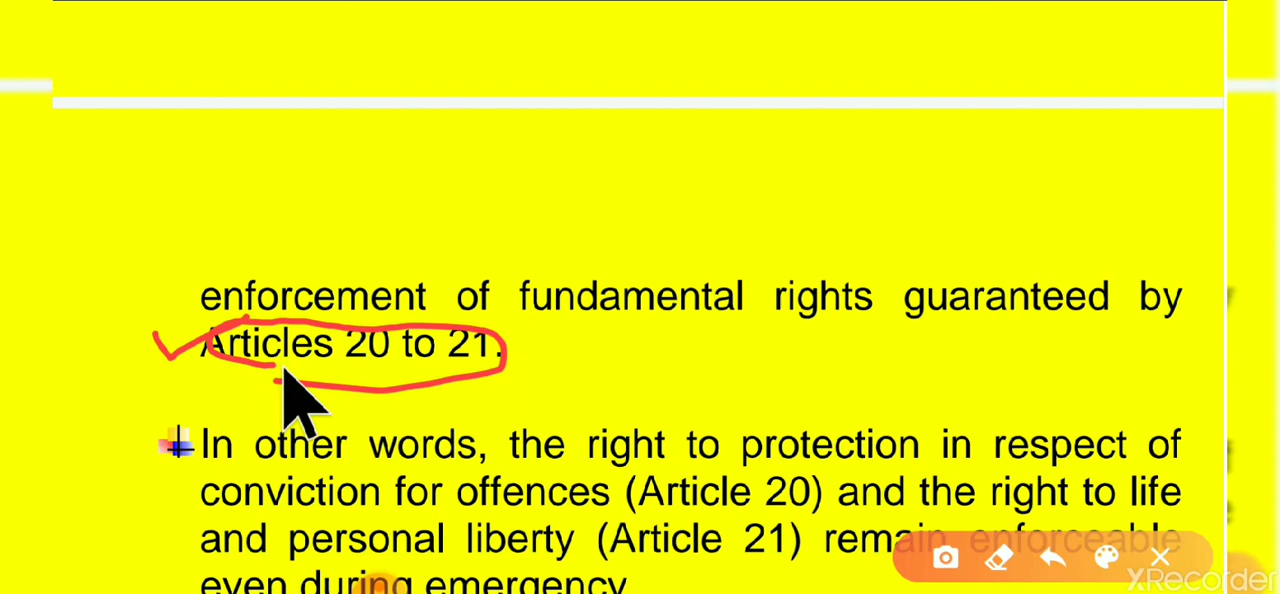 enforcement of fundamental rights guaranteed by
Articles 20 to 21.
In other words, the right to protection in respect of
conviction for offences (Article 20) and the right to life
and personal liberty (Article 21) remain enforceable
even during emergency.
XRecorder